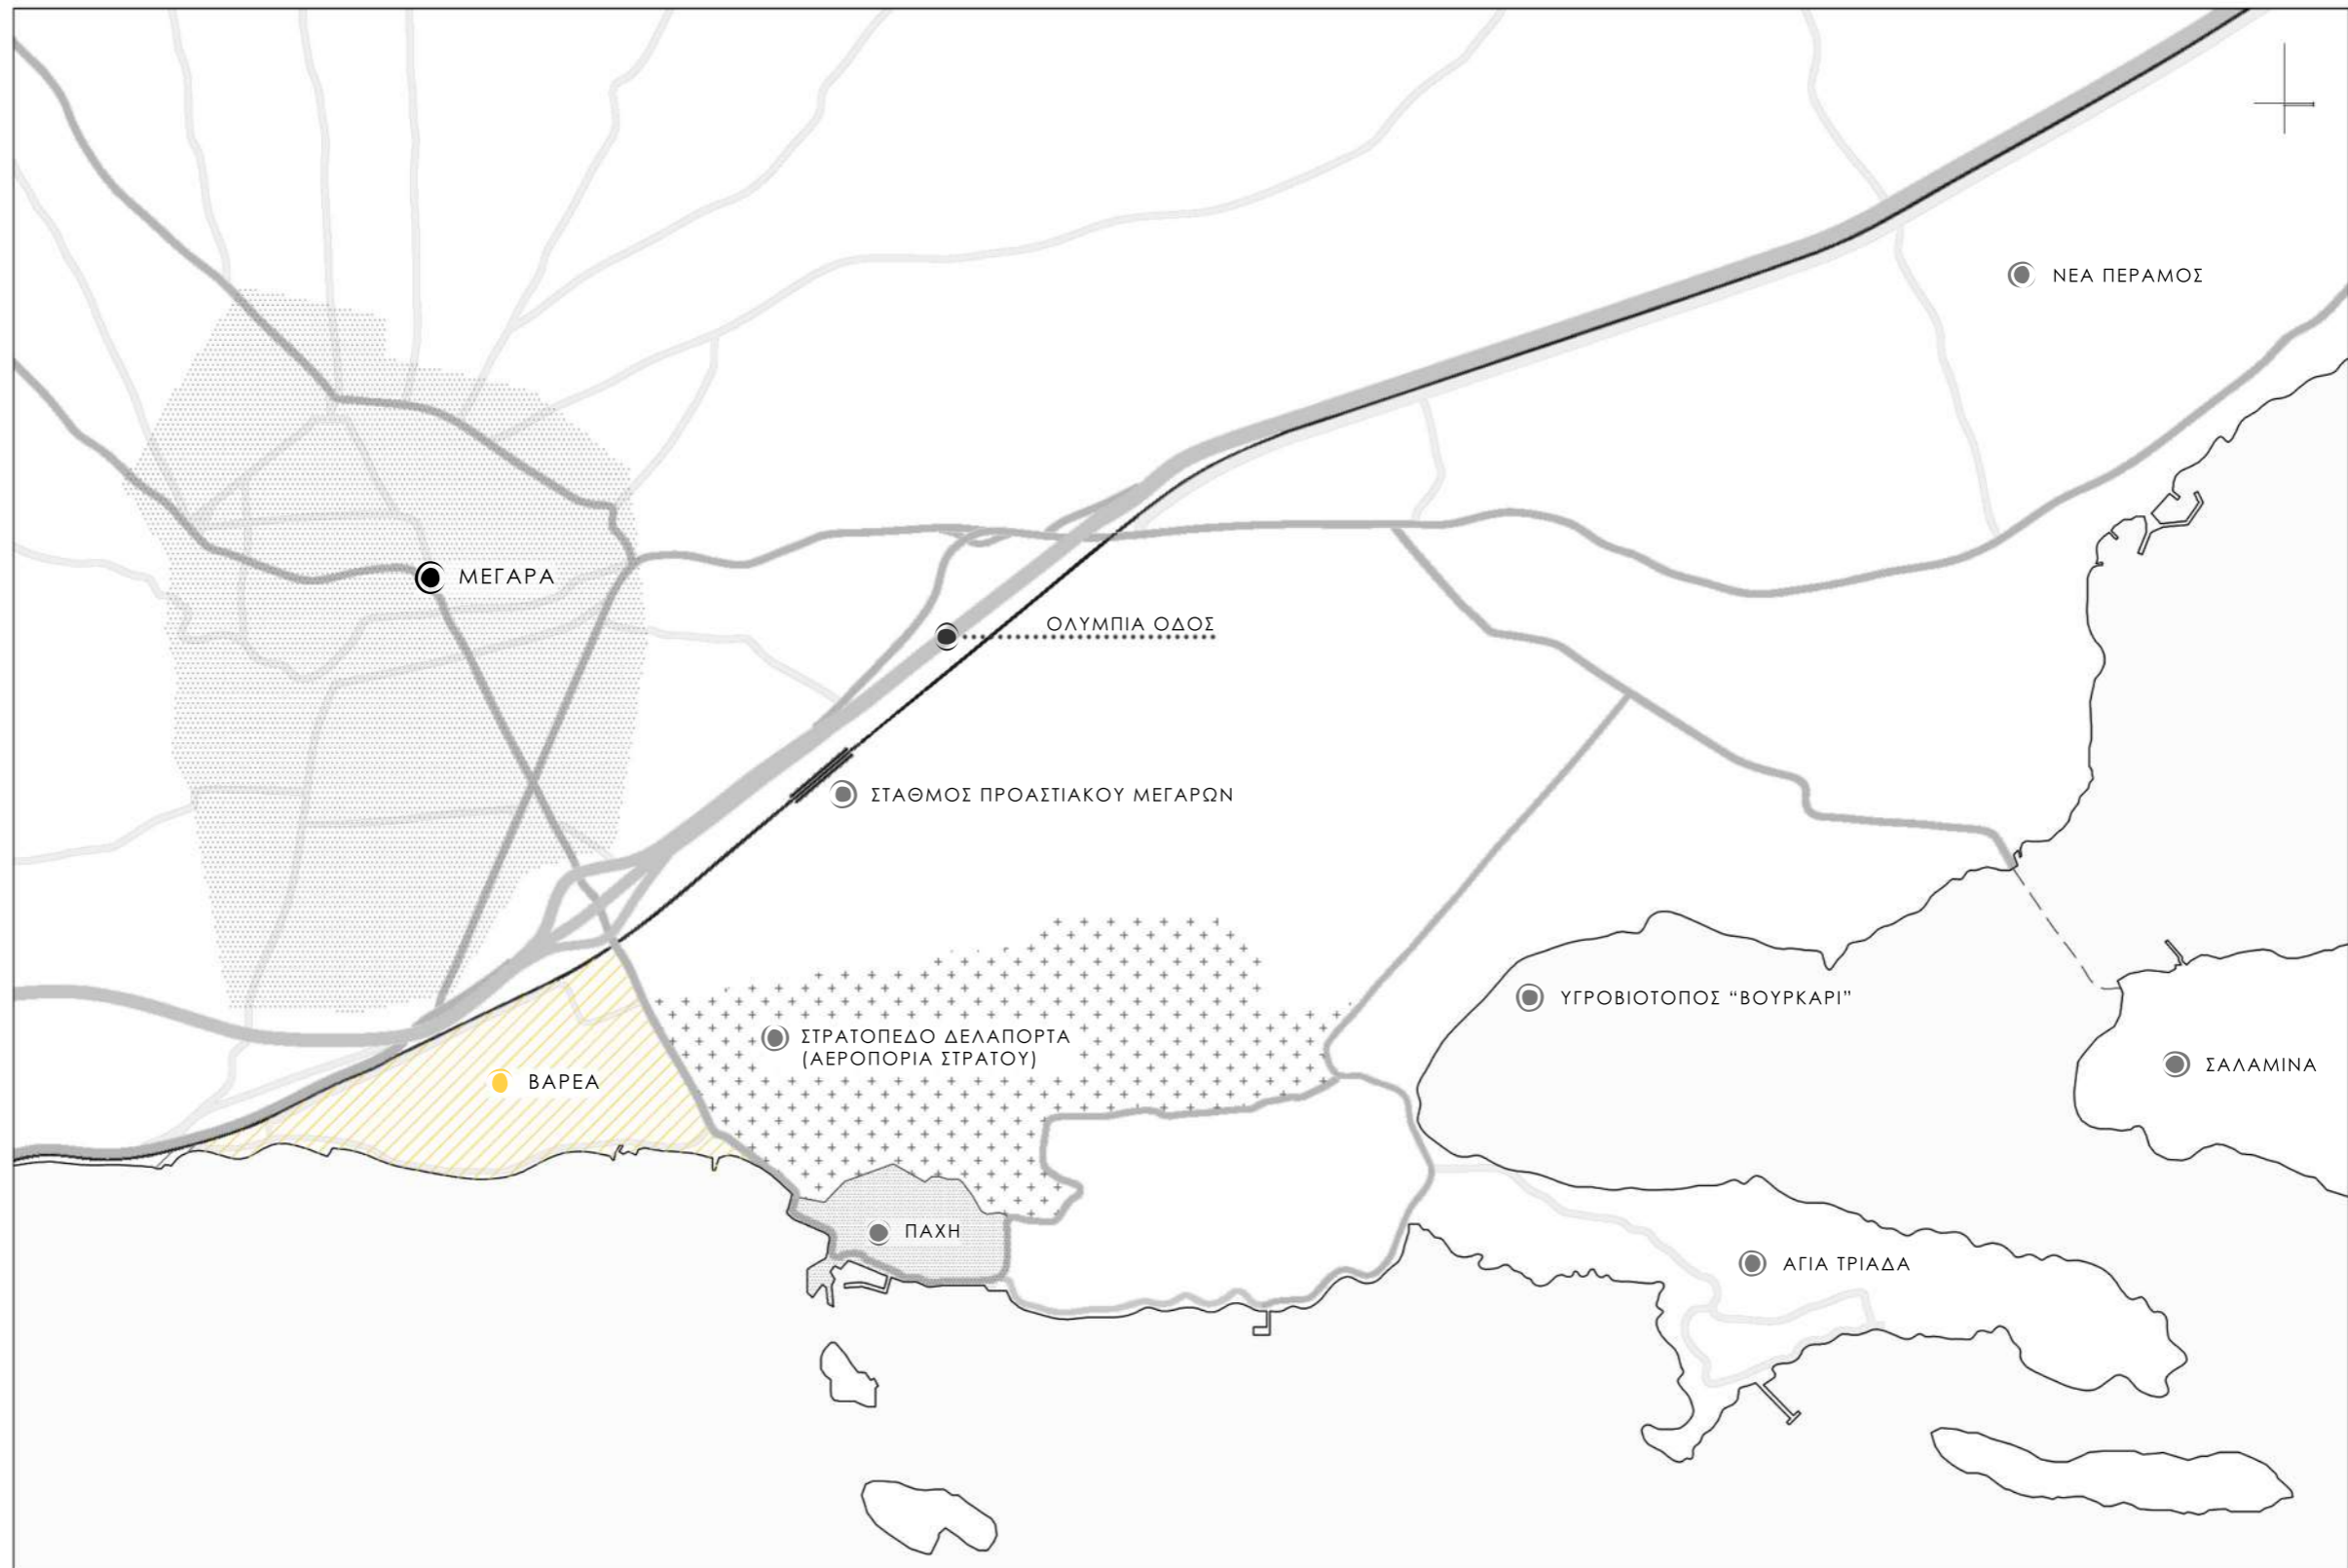 ΝΕΑ ΠΕΡΑΜΟΣ
ΜΕΓΑΡΑ
ΟΛΥΜΠΙΑ ΟΔΟΣ
ΣΤΑΘΜΟΣ ΠΡΟΑΣΤΙΑΚΟΥ ΜΕΓΑΡΩΝ
ΥΓΡΟΒΙΟΤΟΠΟΣ “ΒΟΥΡΚΑΡΙ”
ΣΤΡΑΤΟΠΕΔΟ ΔΕΛΑΠΟΡΤΑ
(ΑΕΡΟΠΟΡΙΑ ΣΤΡΑΤΟΥ)
ΣΑΛΑΜΙΝΑ
ΒΑΡΕΑ
ΠΑΧΗ
ΑΓΙΑ ΤΡΙΑΔΑ